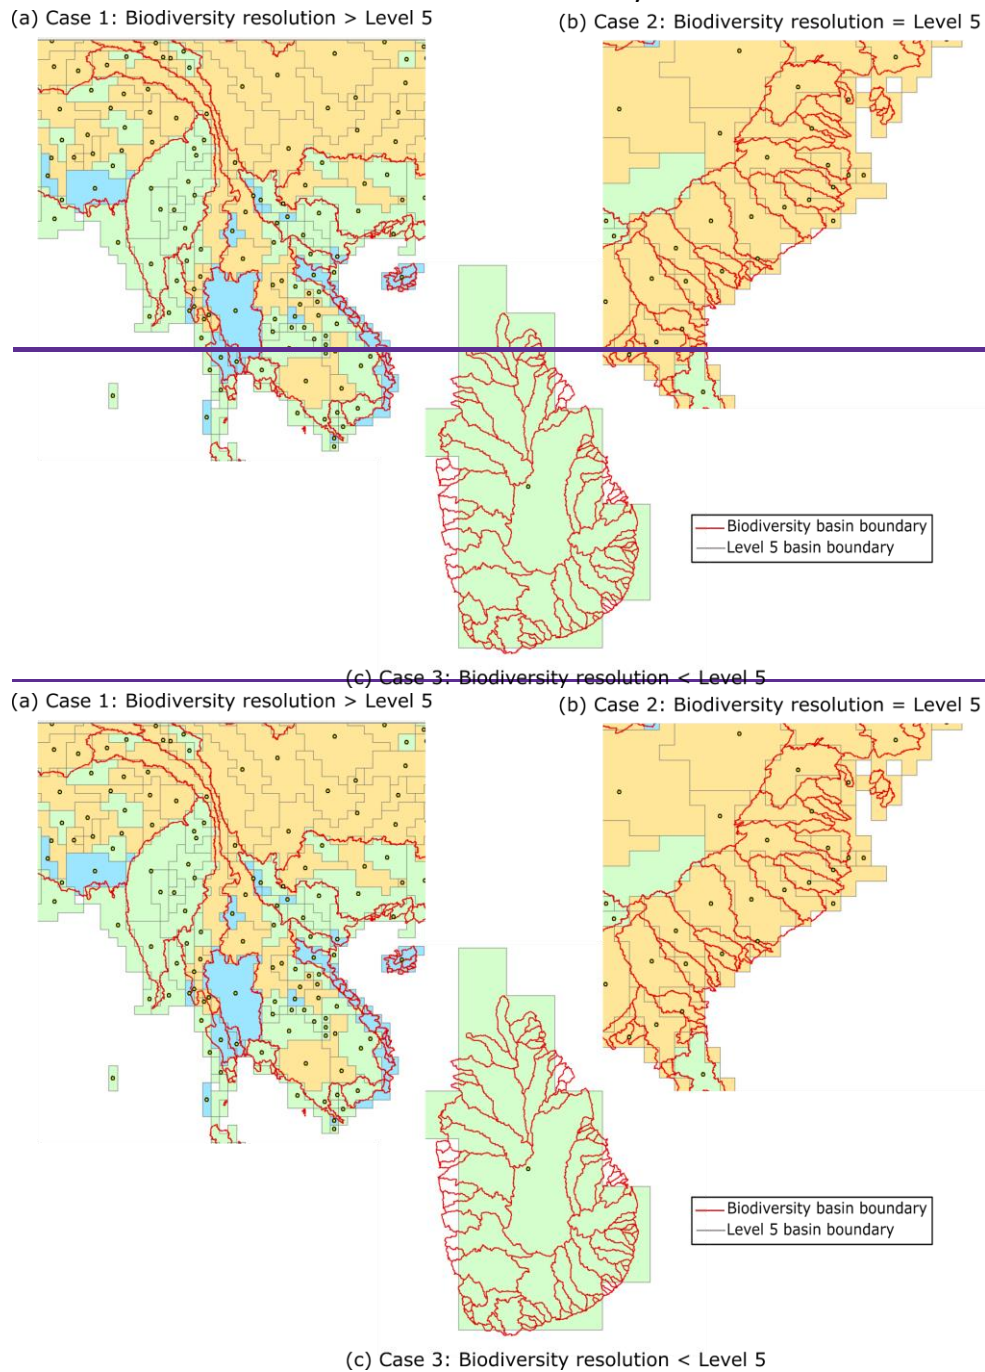 (a) Case 1: Biodiversity resolution > Level 5
(b) Case 2: Biodiversity resolution = Level 5
Biodiversity basin boundary
Level 5 basin boundary
(c) Case 3: Biodiversity resolution < Level 5
(a) Case 1: Biodiversity resolution > Level 5
(b) Case 2: Biodiversity resolution = Level 5
Biodiversity basin boundary
Level 5 basin boundary
(c) Case 3: Biodiversity resolution < Level 5